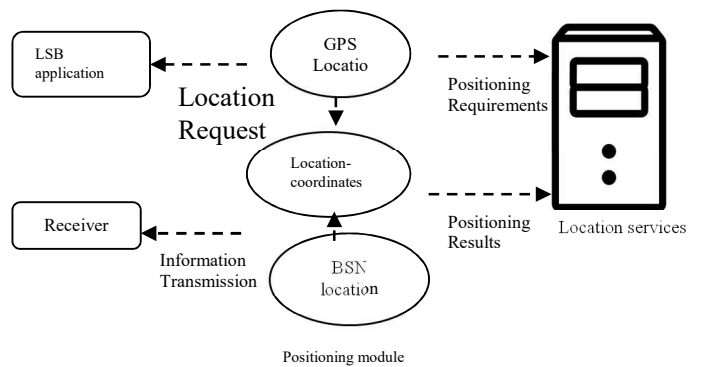 LSB
application
GPS
Locatio
Location
Request
Positioning
Requirements
Location-
coordinates
Receiver
Positioning
Results
Location services
Information
Transmission
BSN
location
Positioning module